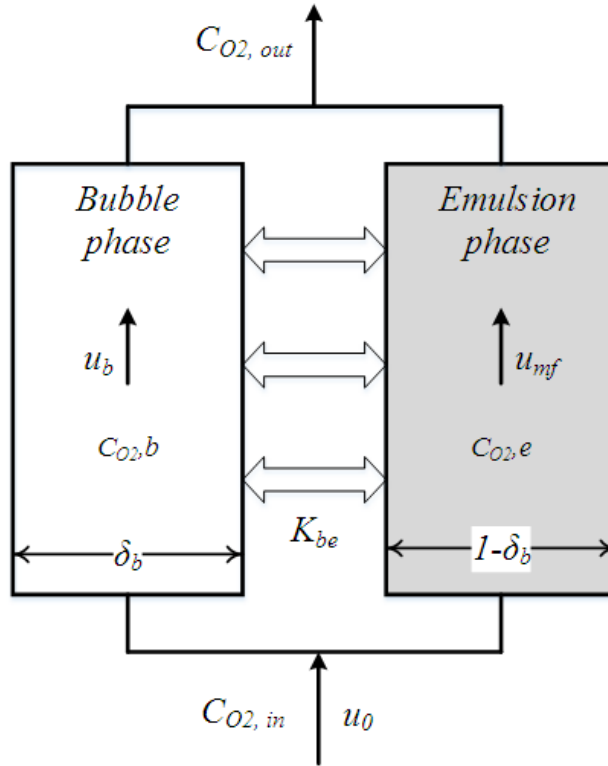 C_{O2, out}
Bubble
phase
Emulsion
phase
u_b
u_{mf}
C_{O2},b
C_{O2},e
K_{be}
δ_b
1-δ_b
C_{O2, in}
u_0